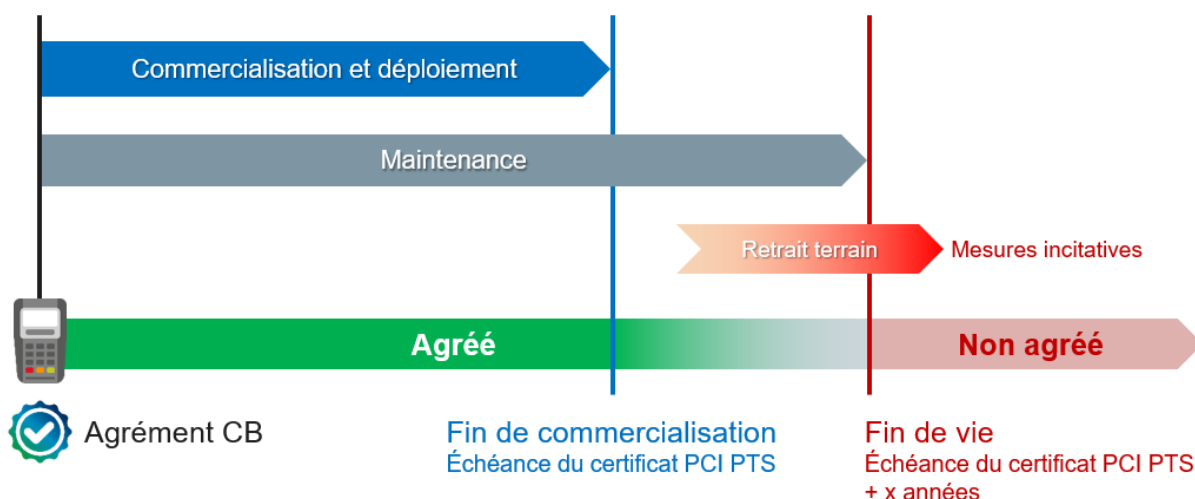 Commercialisation et déploiement
Maintenance
Retrait terrain
Mesures incitatives
Agréé
Non agréé
Agrément CB
Fin de commercialisation
Échéance du certificat PCI PTS
Fin de vie
Échéance du certificat PCI PTS
+ x années